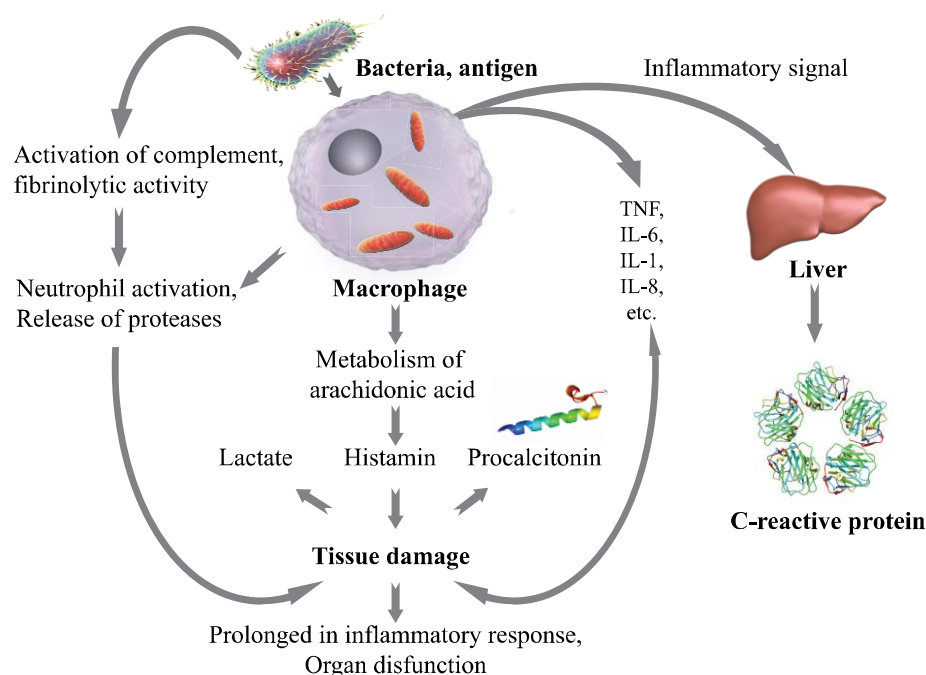 Bacteria, antigen
Inflammatory signal
Activation of complement,
fibrinolytic activity
TNF,
IL-6,
IL-1,
IL-8,
etc.
Liver
Neutrophil activation,
Release of proteases
Macrophage
Metabolism of
arachidonic acid
Lactate
Histamin
Procalcitonin
C-reactive protein
Tissue damage
Prolonged in inflammatory response,
Organ disfunction